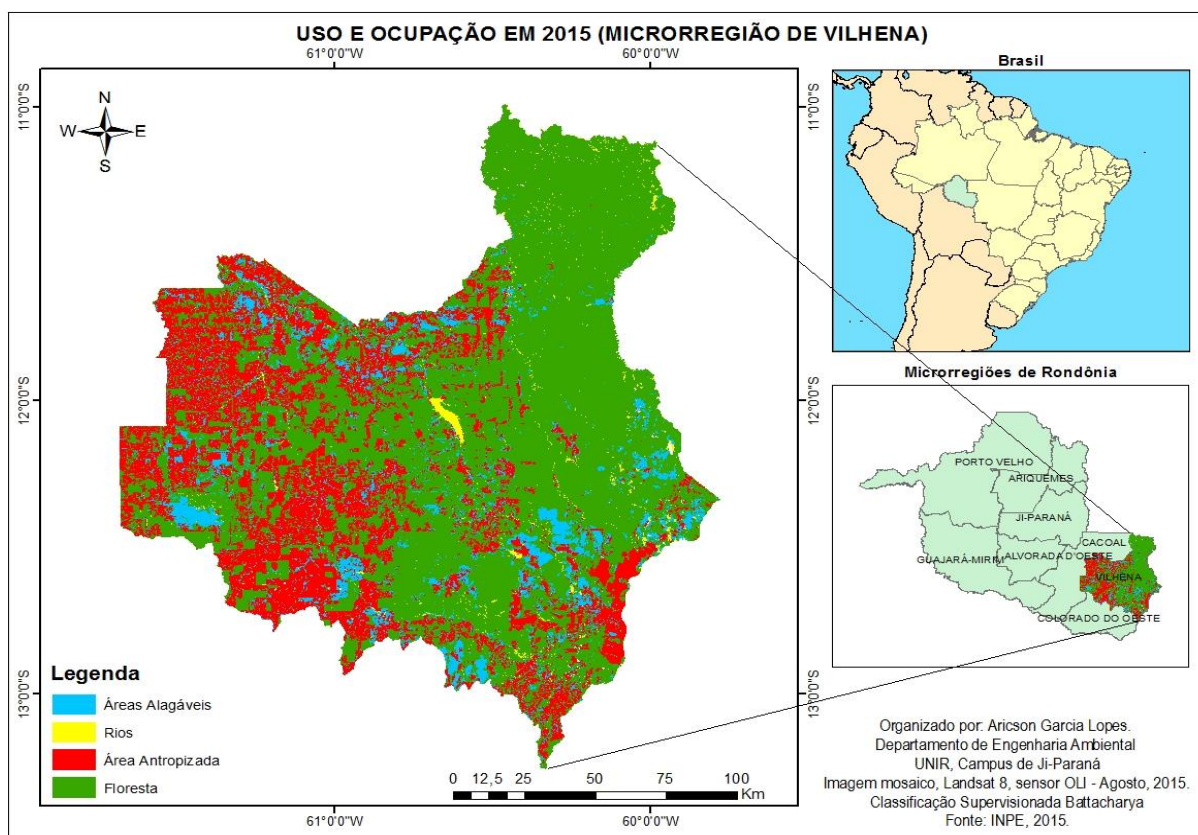 USO E OCUPAÇÃO EM 2015 (MICRORREGIÃO DE VILHENA)
61°0'0"W
60°0'0"W
N
W
E
S
11°0'0"S
11°0'0"S
12°0'0"S
12°0'0"S
13°0'0"S
13°0'0"S
Legenda
Áreas Alagáveis
Rios
Área Antropizada
Floresta
0 12,5 25 50 75 100
Km
61°0'0"W
60°0'0"W
Brasil
Microrregiões de Rondônia
PORTO VELHO
ARIQUEMES
JI-PARANÁ
CACOAL
ALVORADA D'OESTE
GUAJARÁ-MIRIM
VILHENA
COLORADO DO OESTE
Organizado por: Aricson Garcia Lopes.
Departamento de Engenharia Ambiental
UNIR, Campus de Ji-Paraná
Imagem mosaico, Landsat 8, sensor OLI - Agosto, 2015.
Classificação Supervisionada Battacharya
Fonte: INPE, 2015.